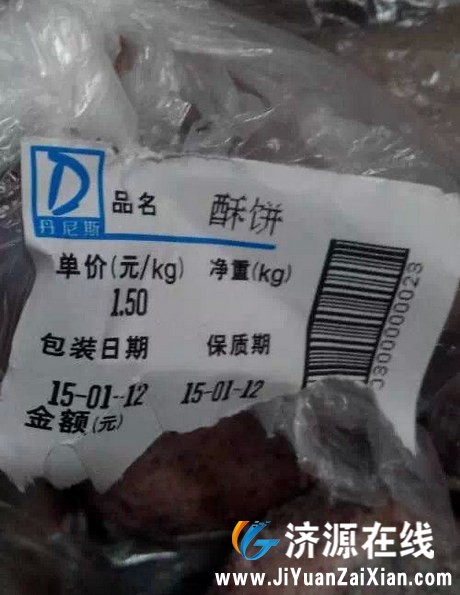 品名 酥饼
丹尼斯
单价(元/kg) 净重(kg)
1.50
包装日期 保质期
15-01-12 15-01-12
金额(元)
0300000023
济源在线
www.JiYuanZaiXian.com